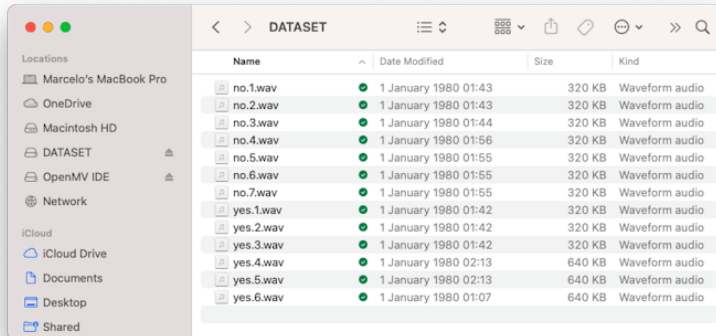 DATASET
Locations
Marcelo's MacBook Pro
OneDrive
Macintosh HD
DATASET
OpenMV IDE
Network
iCloud
iCloud Drive
Documents
Desktop
Shared
Name Date Modified Size Kind
no.1.wav 1 January 1980 01:43 320 KB Waveform audio
no.2.wav 1 January 1980 01:43 320 KB Waveform audio
no.3.wav 1 January 1980 01:44 320 KB Waveform audio
no.4.wav 1 January 1980 01:56 320 KB Waveform audio
no.5.wav 1 January 1980 01:55 320 KB Waveform audio
no.6.wav 1 January 1980 01:55 320 KB Waveform audio
no.7.wav 1 January 1980 01:55 320 KB Waveform audio
yes.1.wav 1 January 1980 01:42 320 KB Waveform audio
yes.2.wav 1 January 1980 01:42 320 KB Waveform audio
yes.3.wav 1 January 1980 01:42 320 KB Waveform audio
yes.4.wav 1 January 1980 02:13 640 KB Waveform audio
yes.5.wav 1 January 1980 02:13 640 KB Waveform audio
yes.6.wav 1 January 1980 01:07 640 KB Waveform audio